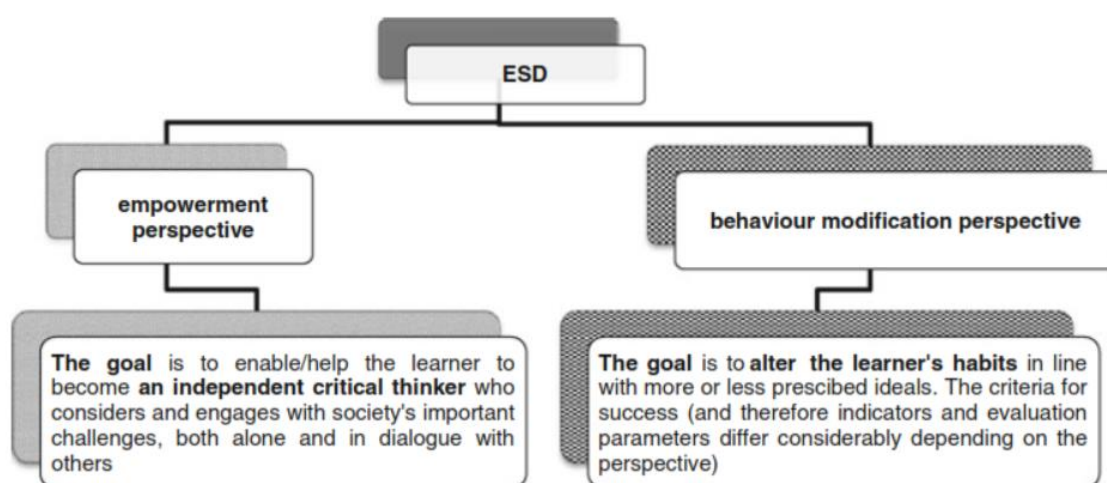 ESD
empowerment
perspective
behaviour modification perspective
The goal is to enable/help the learner to
become an independent critical thinker who
considers and engages with society's important
challenges, both alone and in dialogue with
others
The goal is to alter the learner's habits in line
with more or less prescibed ideals. The criteria for
success (and therefore indicators and evaluation
parameters differ considerably depending on the
perspective)